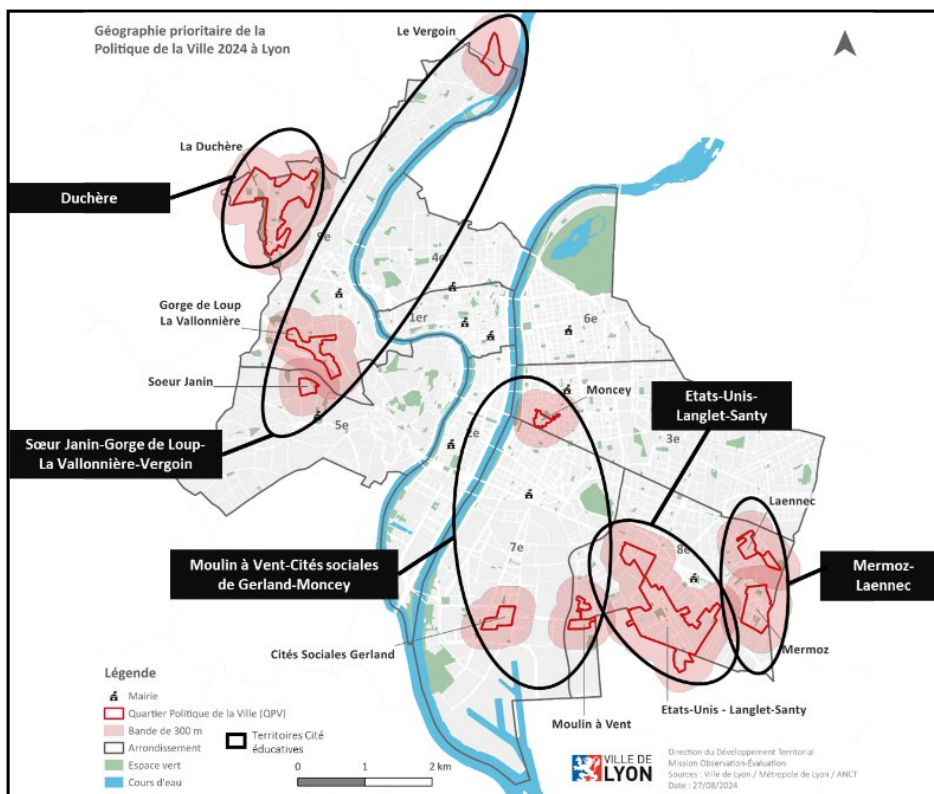 Géographie prioritaire de la
Politique de la Ville 2024 à Lyon
Le Vergoin
La Duchère
Duchère
9e
4e
Gorge de Loup
La Vallonnière
1er
6e
Soeur Janin
Moncey
Etats-Unis-
Langlet-Santy
5e
2e
3e
Sœur Janin-Gorge de Loup-
La Vallonnière-Vergoin
Laennec
7e
8e
Moulin à Vent-Cités sociales
de Gerland-Moncey
Mermoz-
Laennec
Cités Sociales Gerland
Mermoz
Moulin à Vent
Etats-Unis - Langlet-Santy
Légende
Mairie
Quartier Politique de la Ville (QPV)
Bande de 300 m
Arrondissement
Espace vert
Cours d'eau
Territoires Cité
éducatives
0 1 2 km
VILLE DE
LYON
Direction du Développement Territorial
Mission Observation-Évaluation
Sources : Ville de Lyon / Métropole de Lyon / ANCT
Date : 27/08/2024